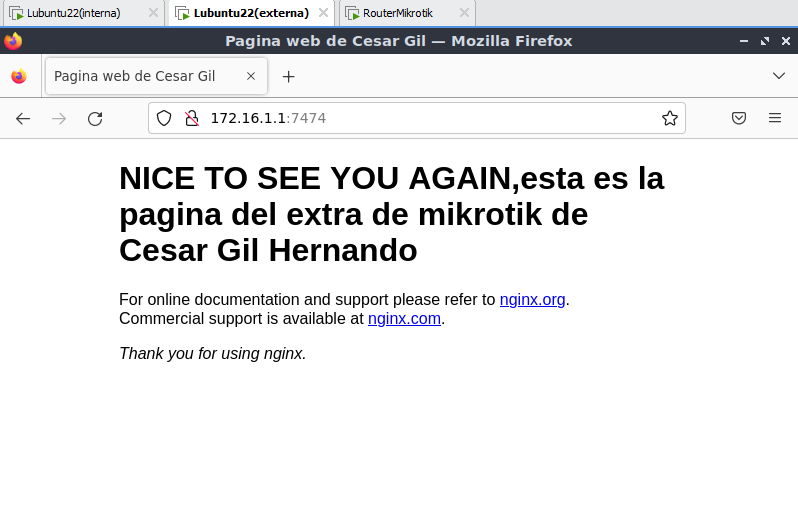 Lubuntu22(interna) Lubuntu22(externa) RouterMikrotik
Pagina web de Cesar Gil — Mozilla Firefox
Pagina web de Cesar Gil
172.16.1.1:7474
NICE TO SEE YOU AGAIN,esta es la
pagina del extra de mikrotik de
Cesar Gil Hernando
For online documentation and support please refer to nginx.org.
Commercial support is available at nginx.com.
Thank you for using nginx.